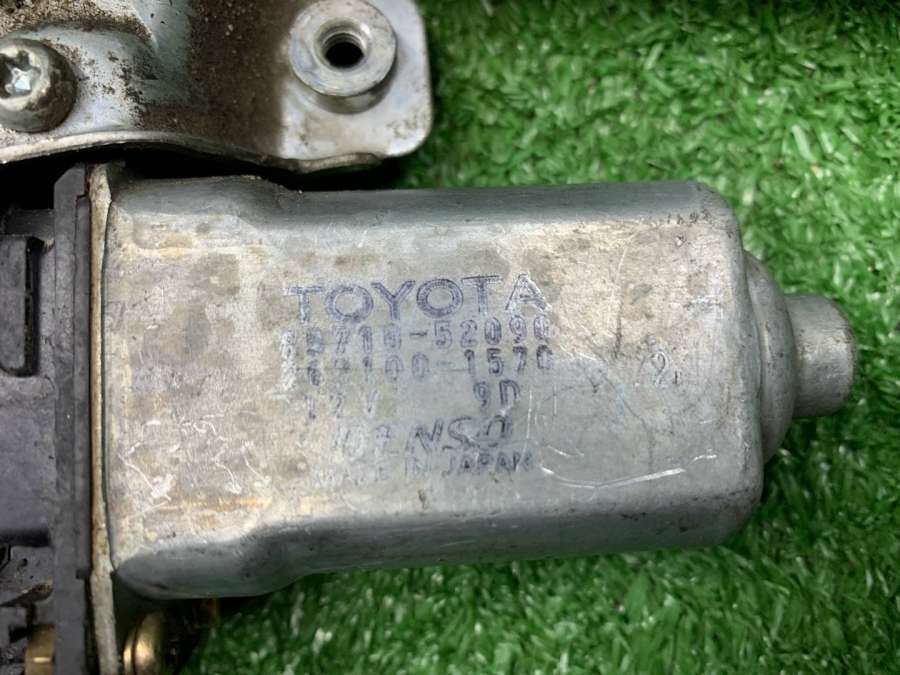 TOYOTA
85710-52090
12V 9D
DENSO
MADE IN JAPAN